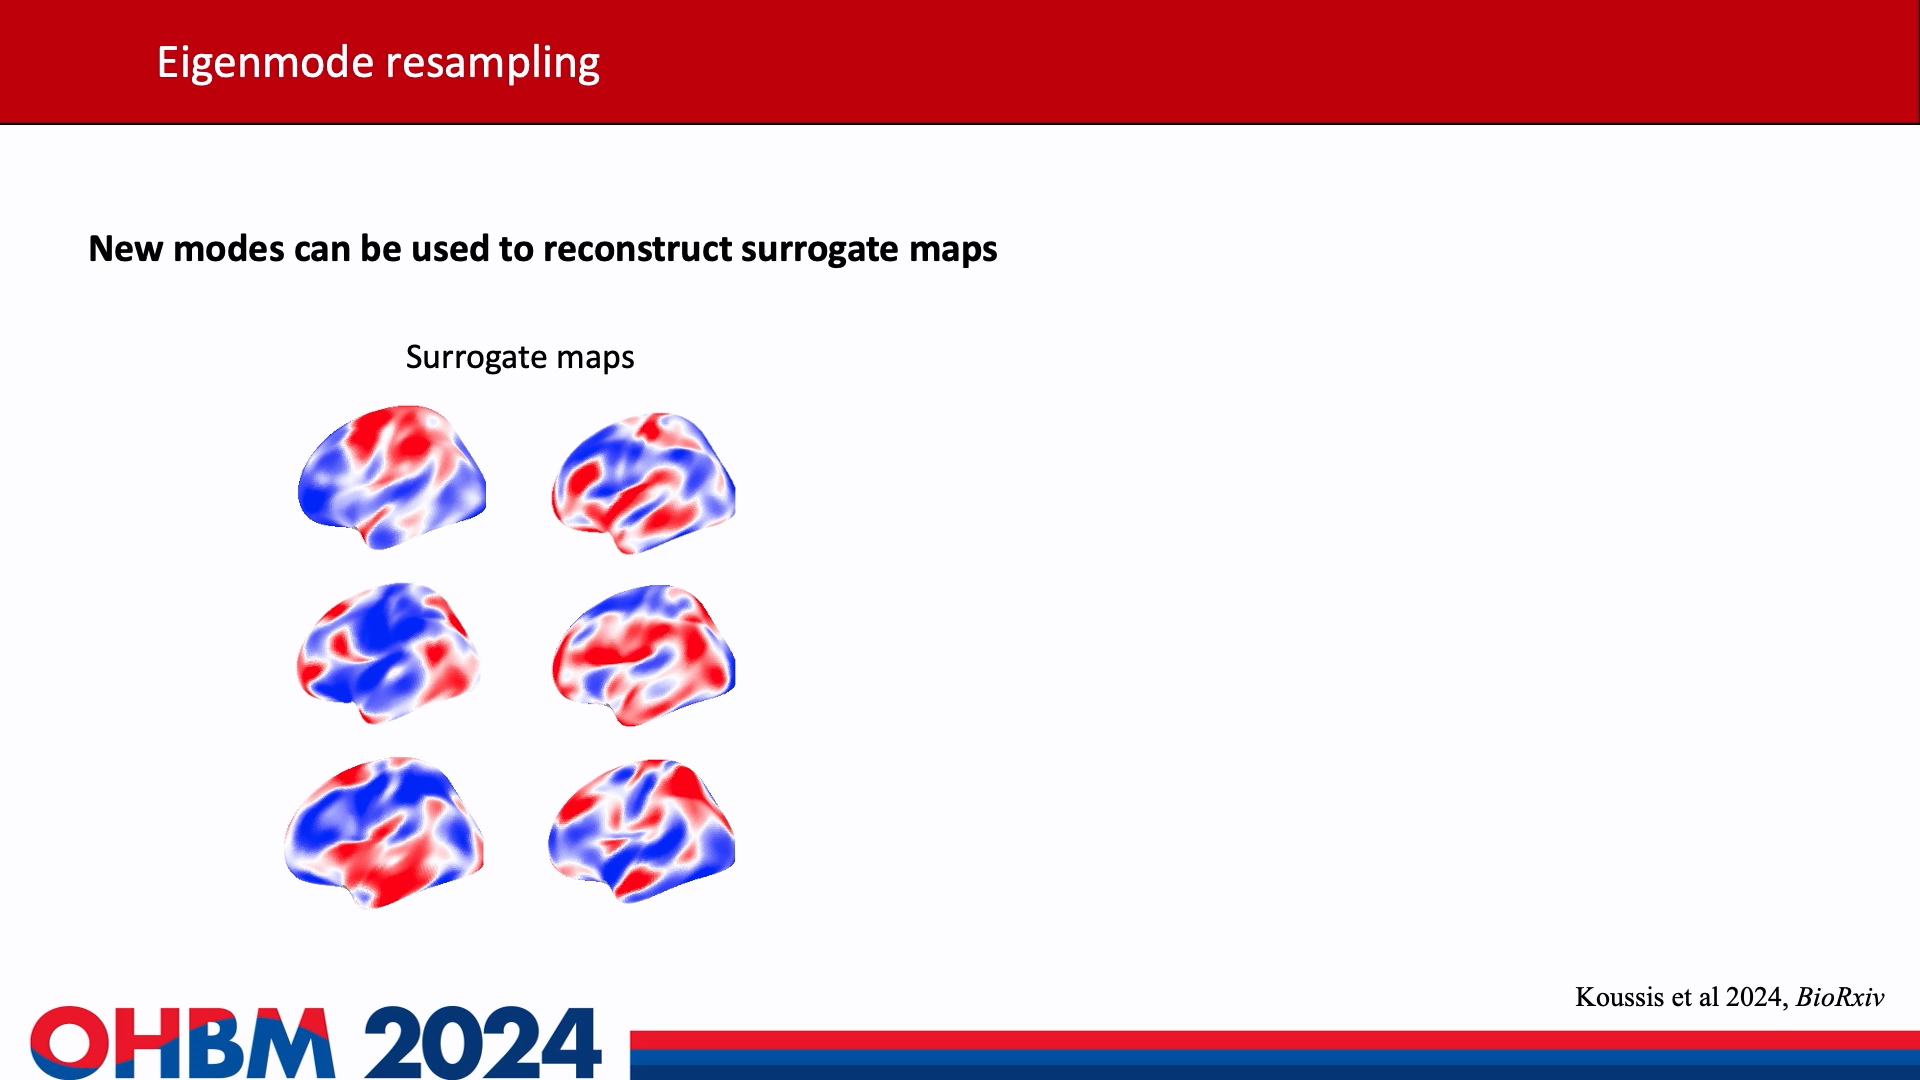 Eigenmode resampling
New modes can be used to reconstruct surrogate maps
Surrogate maps
Koussis et al 2024, BioRxiv
OHBM 2024